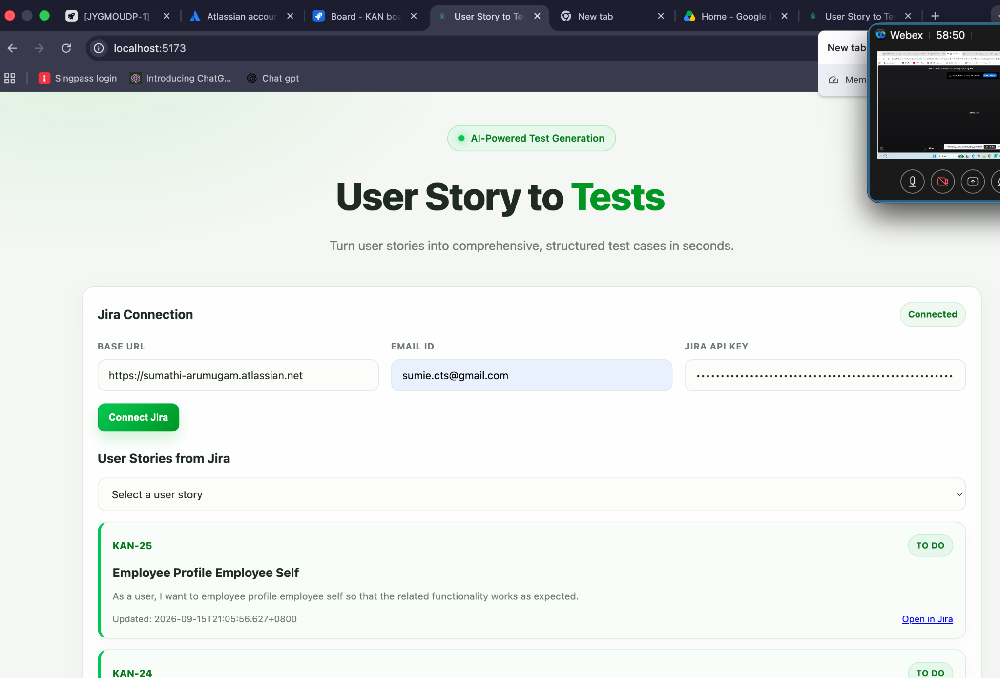 [JYGMOUDP-1]
Atlassian accoun
Board - KAN boa
User Story to Te
New tab
Home - Google D
User Story to Te
localhost:5173
New tab
Mem
Webex
58:50
Singpass login
Introducing ChatG...
Chat gpt
AI-Powered Test Generation
User Story to Tests
Turn user stories into comprehensive, structured test cases in seconds.
Jira Connection
Connected
BASE URL
EMAIL ID
JIRA API KEY
https://sumathi-arumugam.atlassian.net
sumie.cts@gmail.com
Connect Jira
User Stories from Jira
Select a user story
KAN-25
TO DO
Employee Profile Employee Self
As a user, I want to employee profile employee self so that the related functionality works as expected.
Updated: 2026-09-15T21:05:56.627+0800
Open in Jira
KAN-24
TO DO